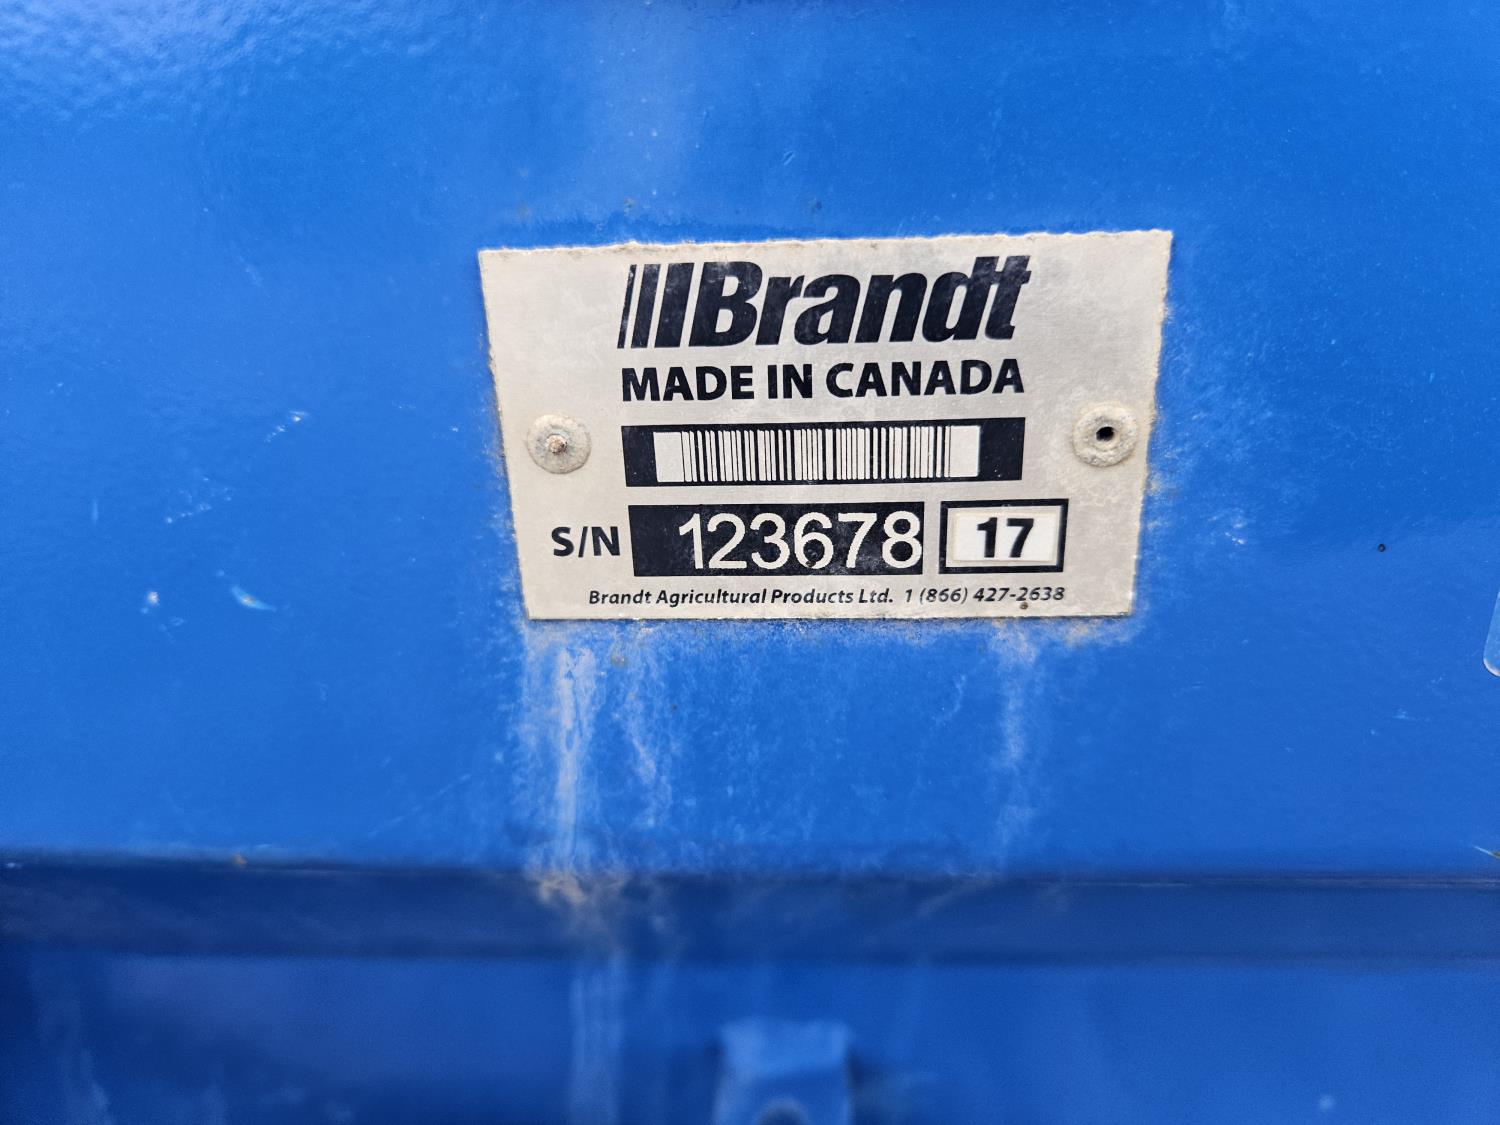 Brandt
MADE IN CANADA
S/N 123678 17
Brandt Agricultural Products Ltd. 1 (866) 427-2638